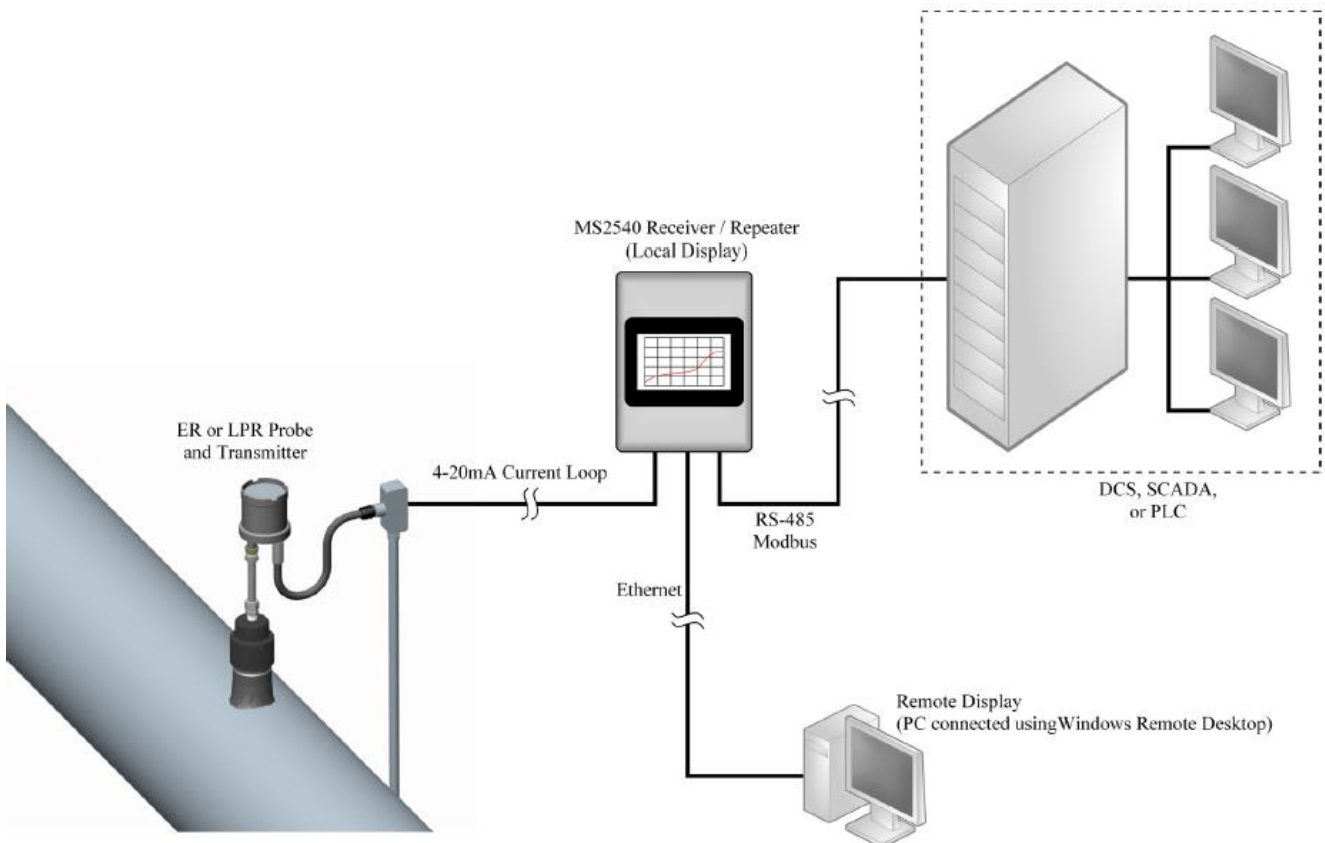 MS2540 Receiver / Repeater
(Local Display)
ER or LPR Probe
and Transmitter
4-20mA Current Loop
RS-485
Modbus
DCS, SCADA,
or PLC
Ethernet
Remote Display
(PC connected usingWindows Remote Desktop)